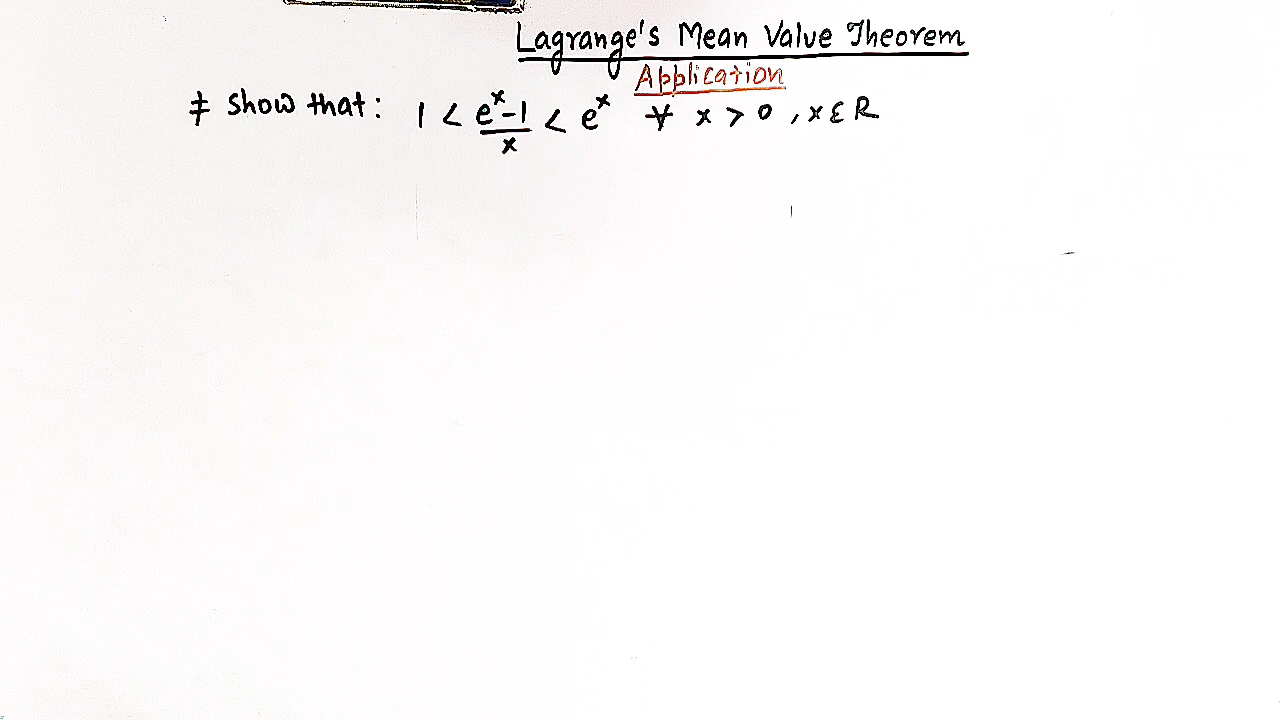 Lagrange's Mean Value Theorem
Application
≠ Show that: 1 < (e^x-1)/x < e^x ∀ x > 0 , x ε R